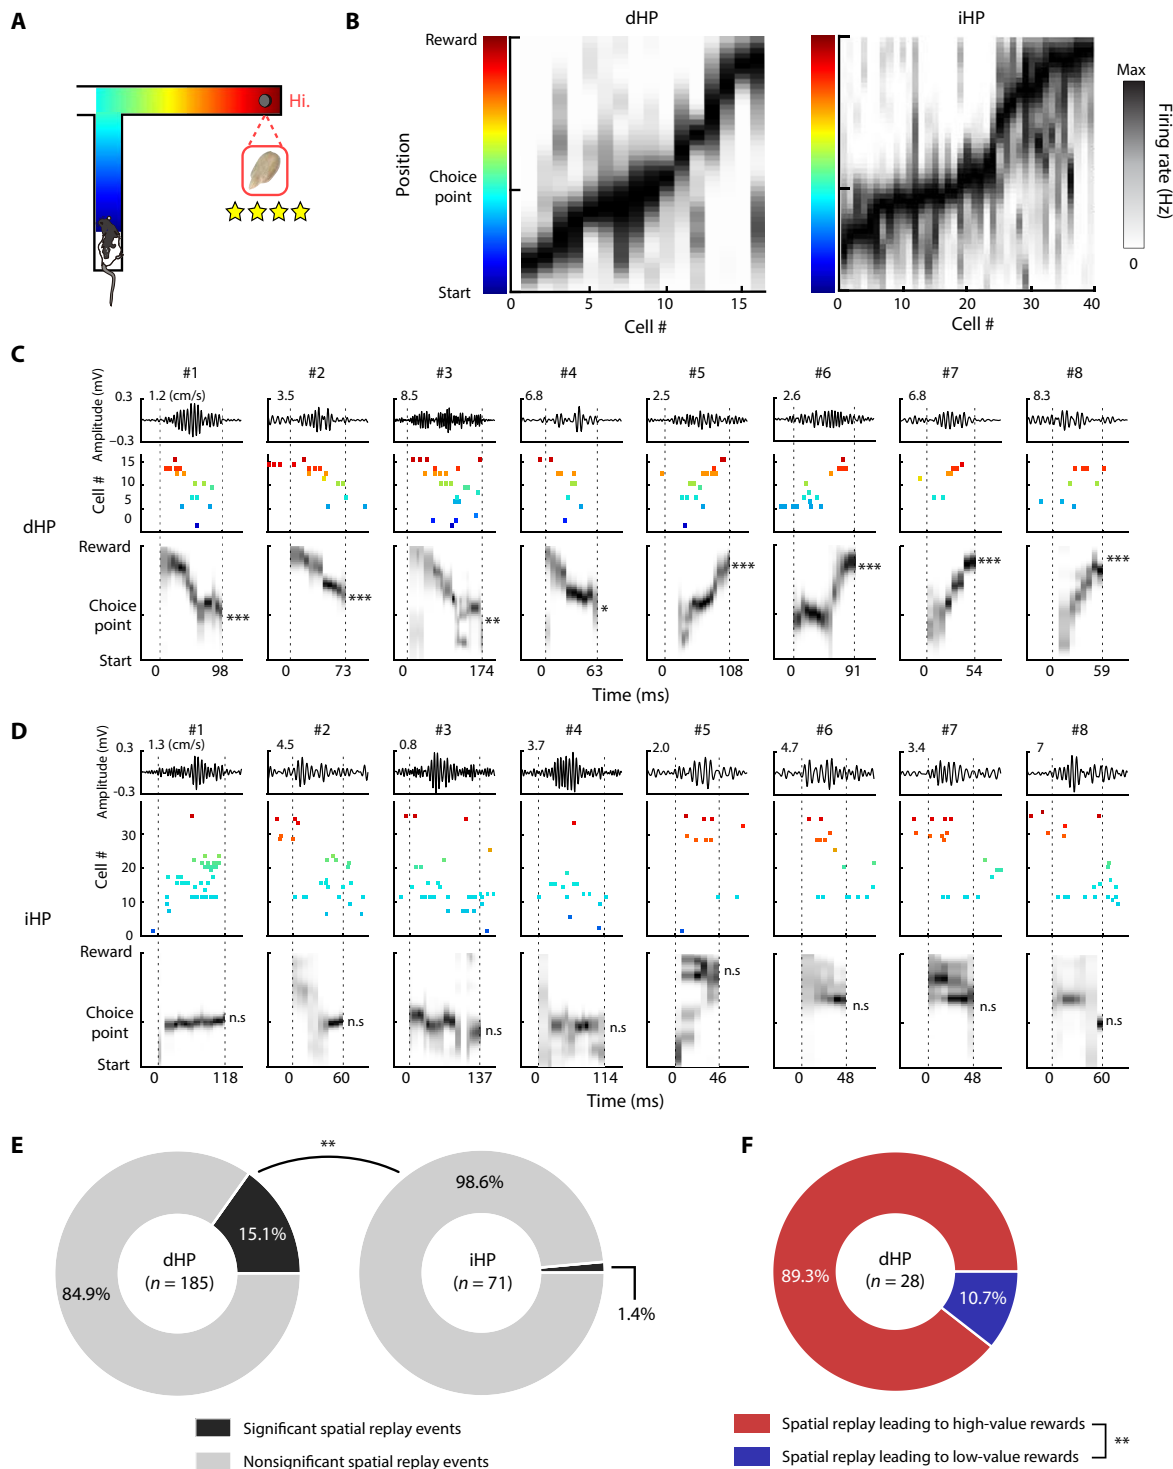 A
Hi.
B
dHP
iHP
Reward
Choice
point
Start
Position
0
5
10
15
Cell #
0
10
20
30
40
Cell #
Max
0
Firing rate (Hz)
C
dHP
#1
#2
#3
#4
#5
#6
#7
#8
Amplitude (mV)
0.3
−0.3
1.2 (cm/s)
3.5
8.5
6.8
2.5
2.6
6.8
8.3
Cell #
15
10
5
0
Reward
Choice
point
Start
***
***
**
*
***
***
***
***
0 98
0 73
0 174
0 63
0 108
0 91
0 54
0 59
Time (ms)
D
iHP
#1
#2
#3
#4
#5
#6
#7
#8
Amplitude (mV)
0.3
-0.3
1.3 (cm/s)
4.5
0.8
3.7
2.0
4.7
3.4
7
Cell #
30
20
10
0
Reward
Choice
point
Start
n.s
n.s
n.s
n.s
n.s
n.s
n.s
n.s
0 118
0 60
0 137
0 114
0 46
0 48
0 48
0 60
Time (ms)
E
**
15.1%
84.9%
dHP
(n = 185)
98.6%
iHP
(n = 71)
1.4%
Significant spatial replay events
Nonsignificant spatial replay events
F
89.3%
dHP
(n = 28)
10.7%
Spatial replay leading to high-value rewards
Spatial replay leading to low-value rewards
**